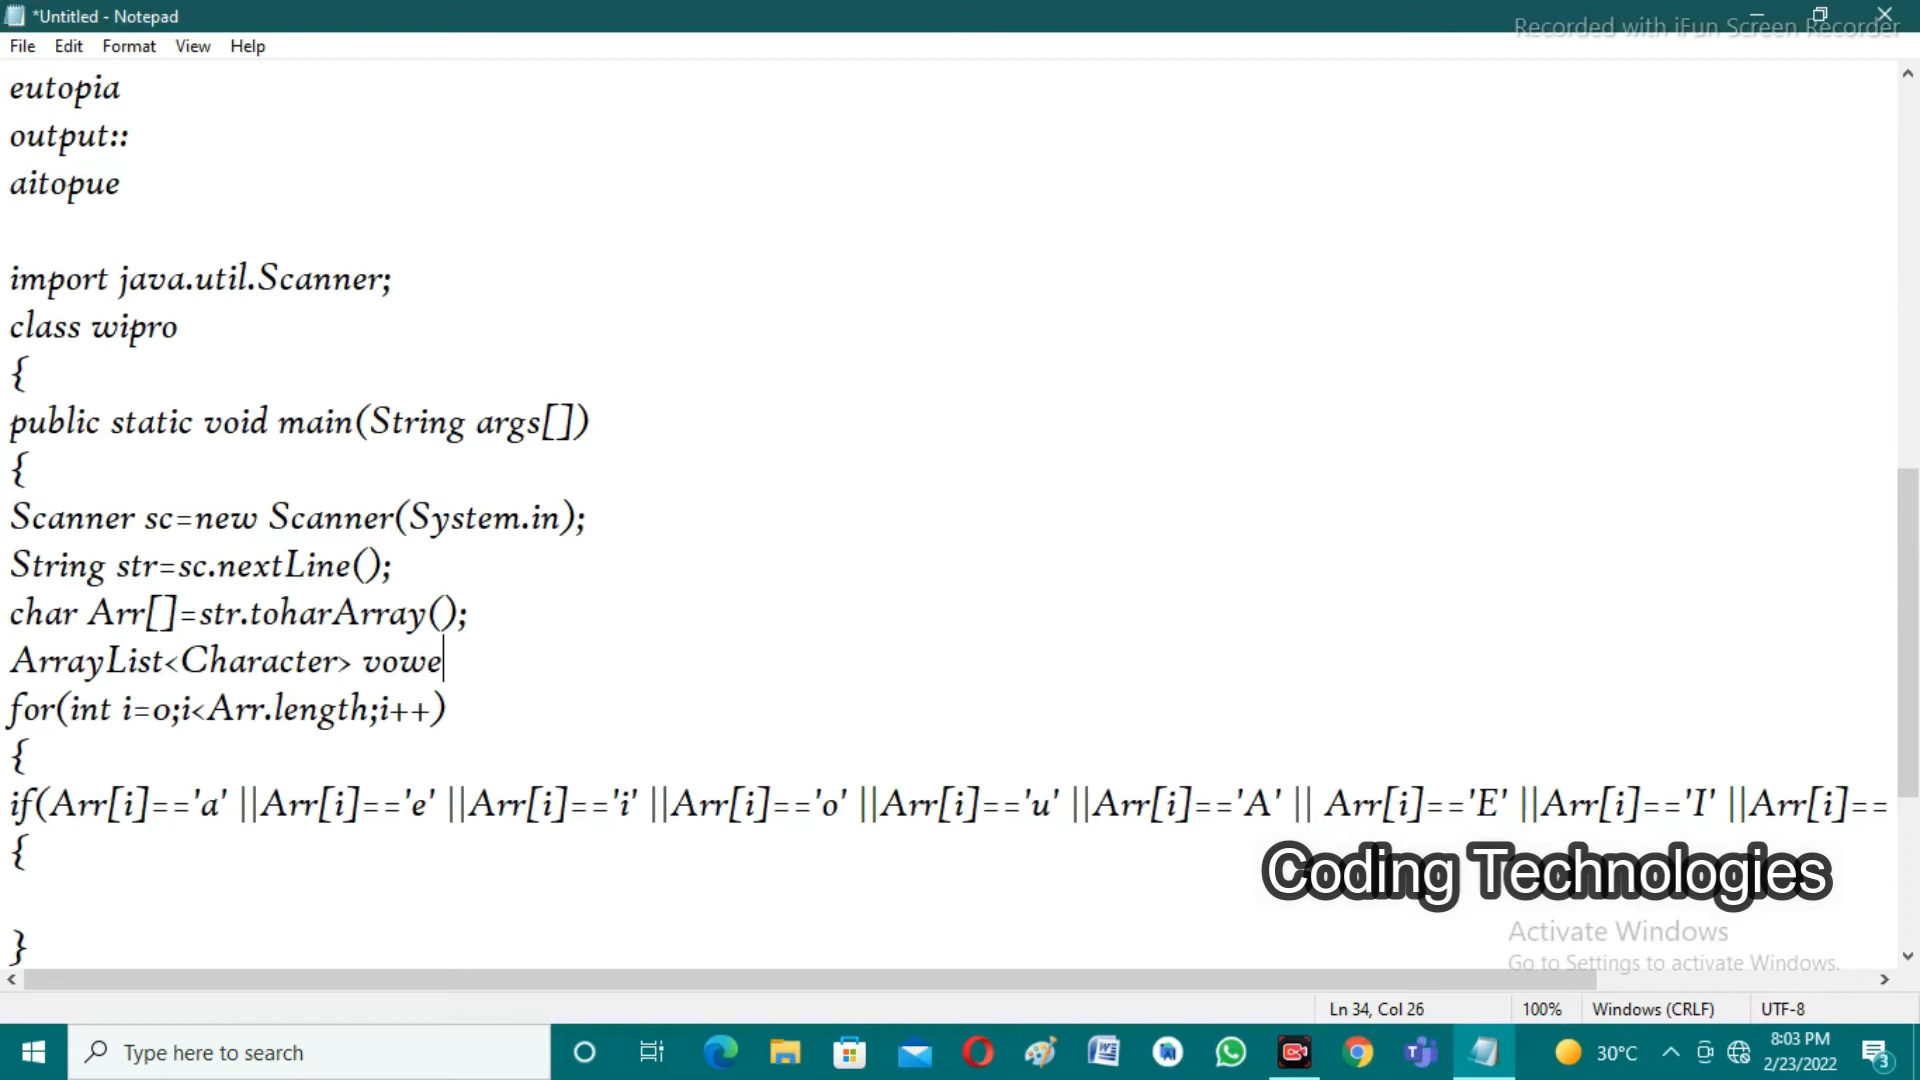 *Untitled - Notepad
Recorded with iFun Screen Recorder
File Edit Format View Help
eutopia
output::
aitopue
import java.util.Scanner;
class wipro
{
public static void main(String args[])
{
Scanner sc=new Scanner(System.in);
String str=sc.nextLine();
char Arr[]=str.toharArray();
ArrayList<Character> vowe
for(int i=0;i<Arr.length;i++)
{
if(Arr[i]=='a' ||Arr[i]=='e' ||Arr[i]=='i' ||Arr[i]=='o' ||Arr[i]=='u' ||Arr[i]=='A' || Arr[i]=='E' ||Arr[i]=='I' ||Arr[i]==
{
Coding Technologies
}
Activate Windows
Go to Settings to activate Windows.
Ln 34, Col 26 100% Windows (CRLF) UTF-8
Type here to search
30°C
8:03 PM
2/23/2022
3